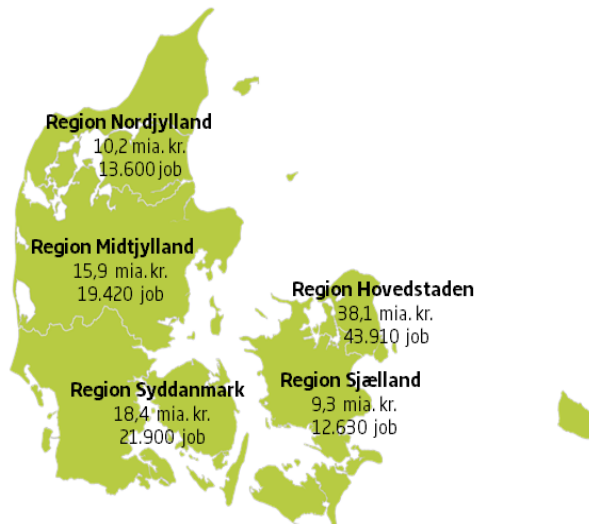 Region Nordjylland
10,2 mia. kr.
13.600 job
Region Midtjylland
15,9 mia. kr.
19.420 job
Region Hovedstaden
38,1 mia. kr.
43.910 job
Region Syddanmark
18,4 mia. kr.
21.900 job
Region Sjælland
9,3 mia. kr.
12.630 job